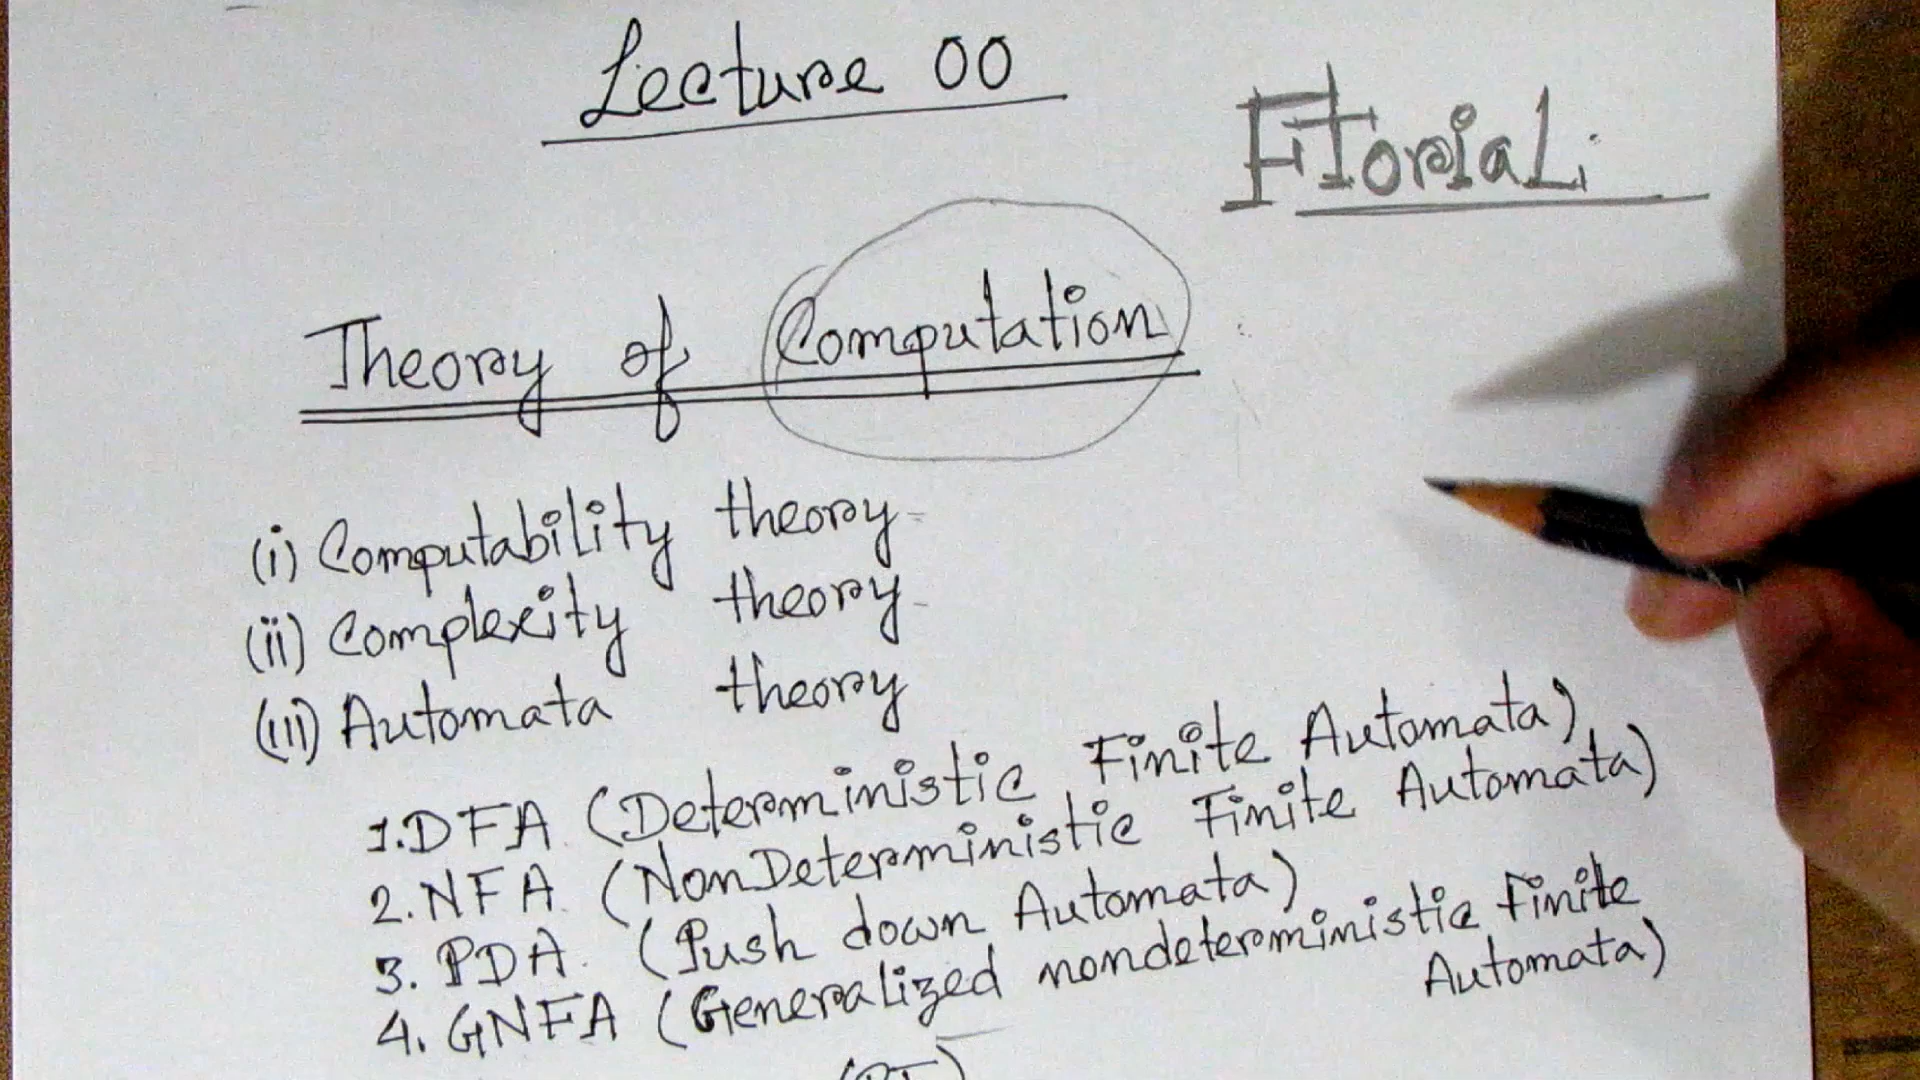 Lecture 00
FItorial.
Theory of Computation
(i) Computability theory
(ii) Complexity theory
(iii) Automata theory
1. DFA (Deterministic Finite Automata)
2. NFA (NonDeterministic Finite Automata)
3. PDA (Push down Automata)
4. GNFA (Generalized nondeterministic Finite
Automata)